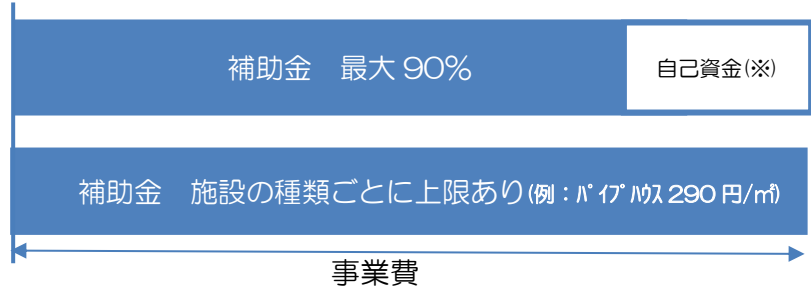 補助金　最大 90%
自己資金(※)
補助金　施設の種類ごとに上限あり(例：ﾊﾟｲﾌﾟﾊｳｽ 290 円/㎡)
事業費